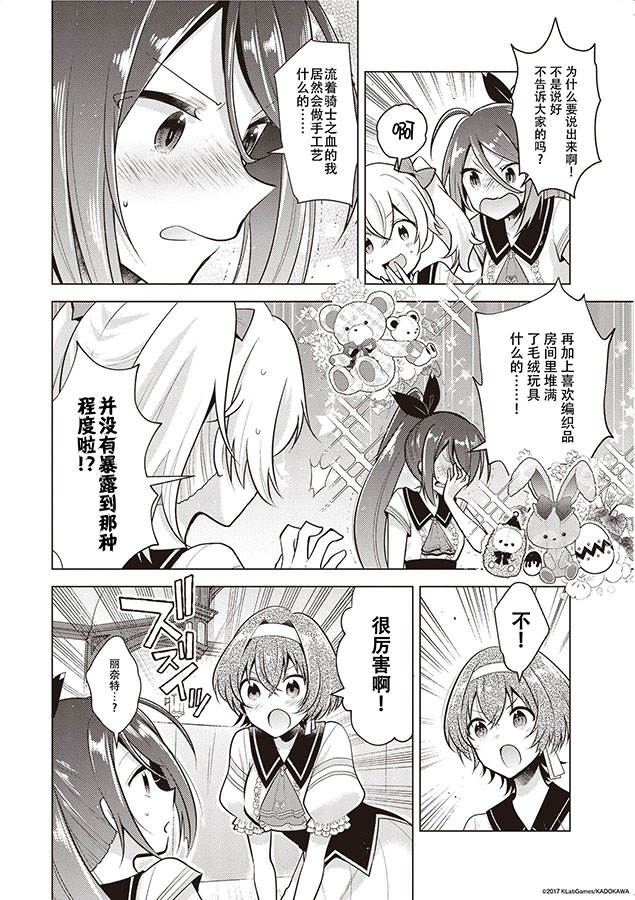 为什么要说出来啊！
不是说好
不告诉大家的吗？
啊
流着骑士之血的我
居然会做手工艺
什么的……
再加上喜欢编织品
房间里堆满
了毛绒玩具
什么的……！
并没有暴露到那种
程度啦!?
不！
很厉害啊！
ズズイッ
丽奈特…？
©2017 KLabGames/KADOKAWA